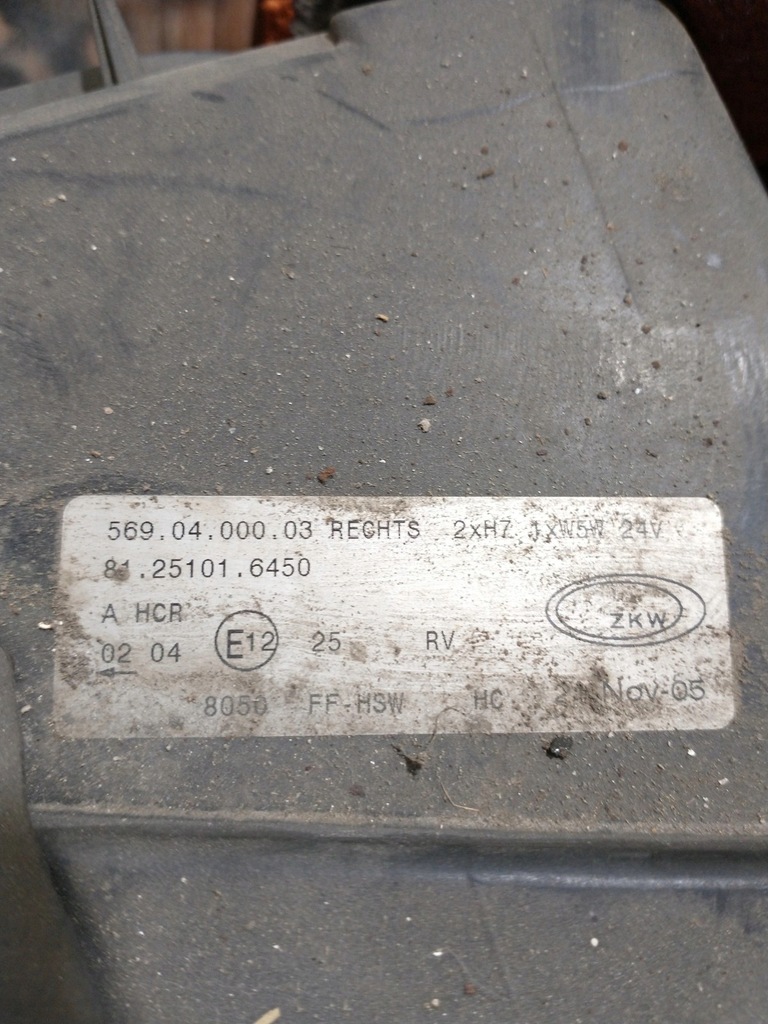 569.04.000.03 RECHTS 2xH7 1xW5W 24V
81.25101.6450
A HCR
02 04 E12 25 RV
ZKW
8050 FF-HSW HC Nov-05